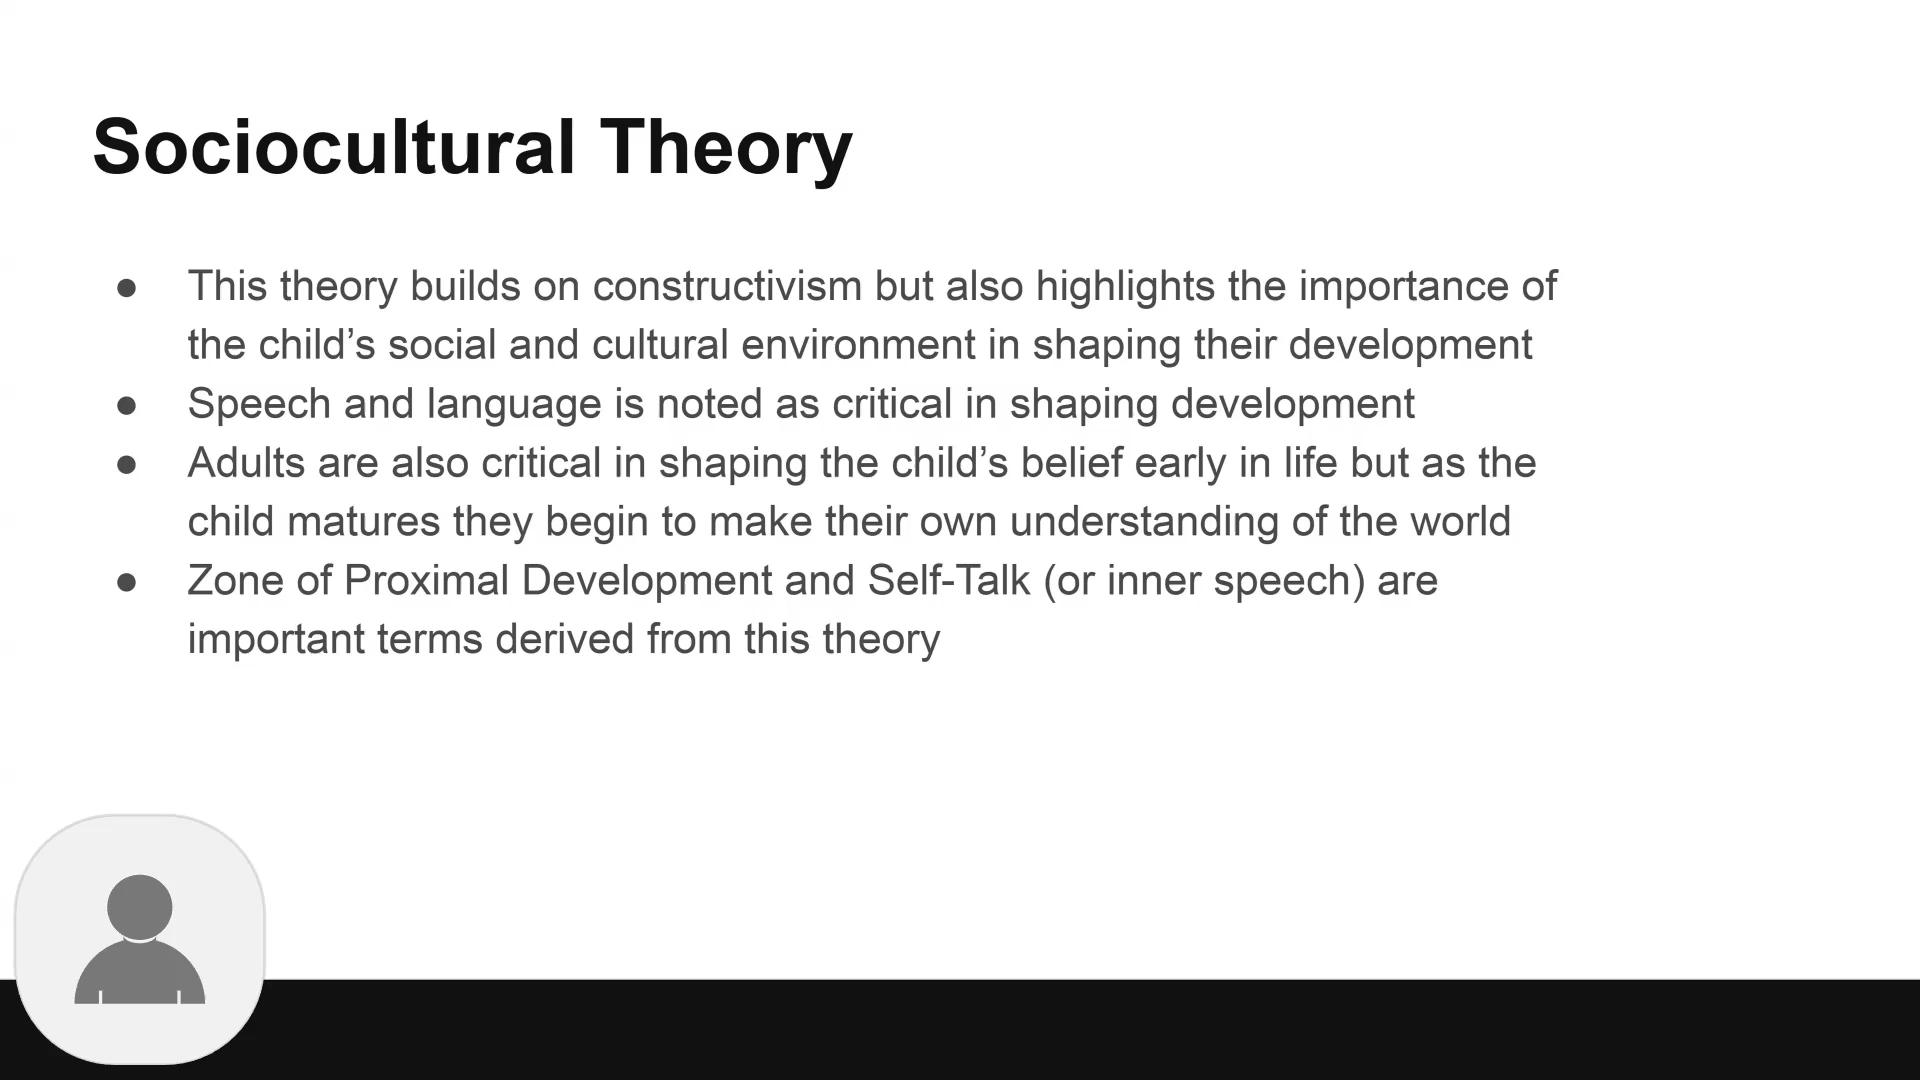 Sociocultural Theory
● This theory builds on constructivism but also highlights the importance of
the child’s social and cultural environment in shaping their development
● Speech and language is noted as critical in shaping development
● Adults are also critical in shaping the child’s belief early in life but as the
child matures they begin to make their own understanding of the world
● Zone of Proximal Development and Self-Talk (or inner speech) are
important terms derived from this theory